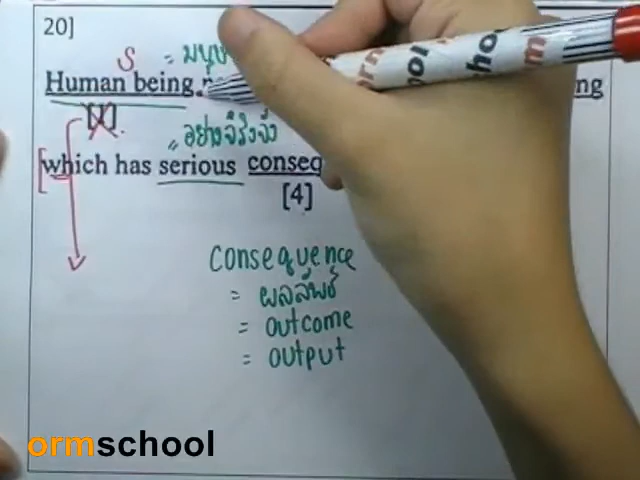 20]
S = มนุษ
Human being
ng
[1]
" อย่างจริงจัง
[which has serious conseq
[4]
Consequence
= ผลลัพธ์
= outcome
= output
ormschool